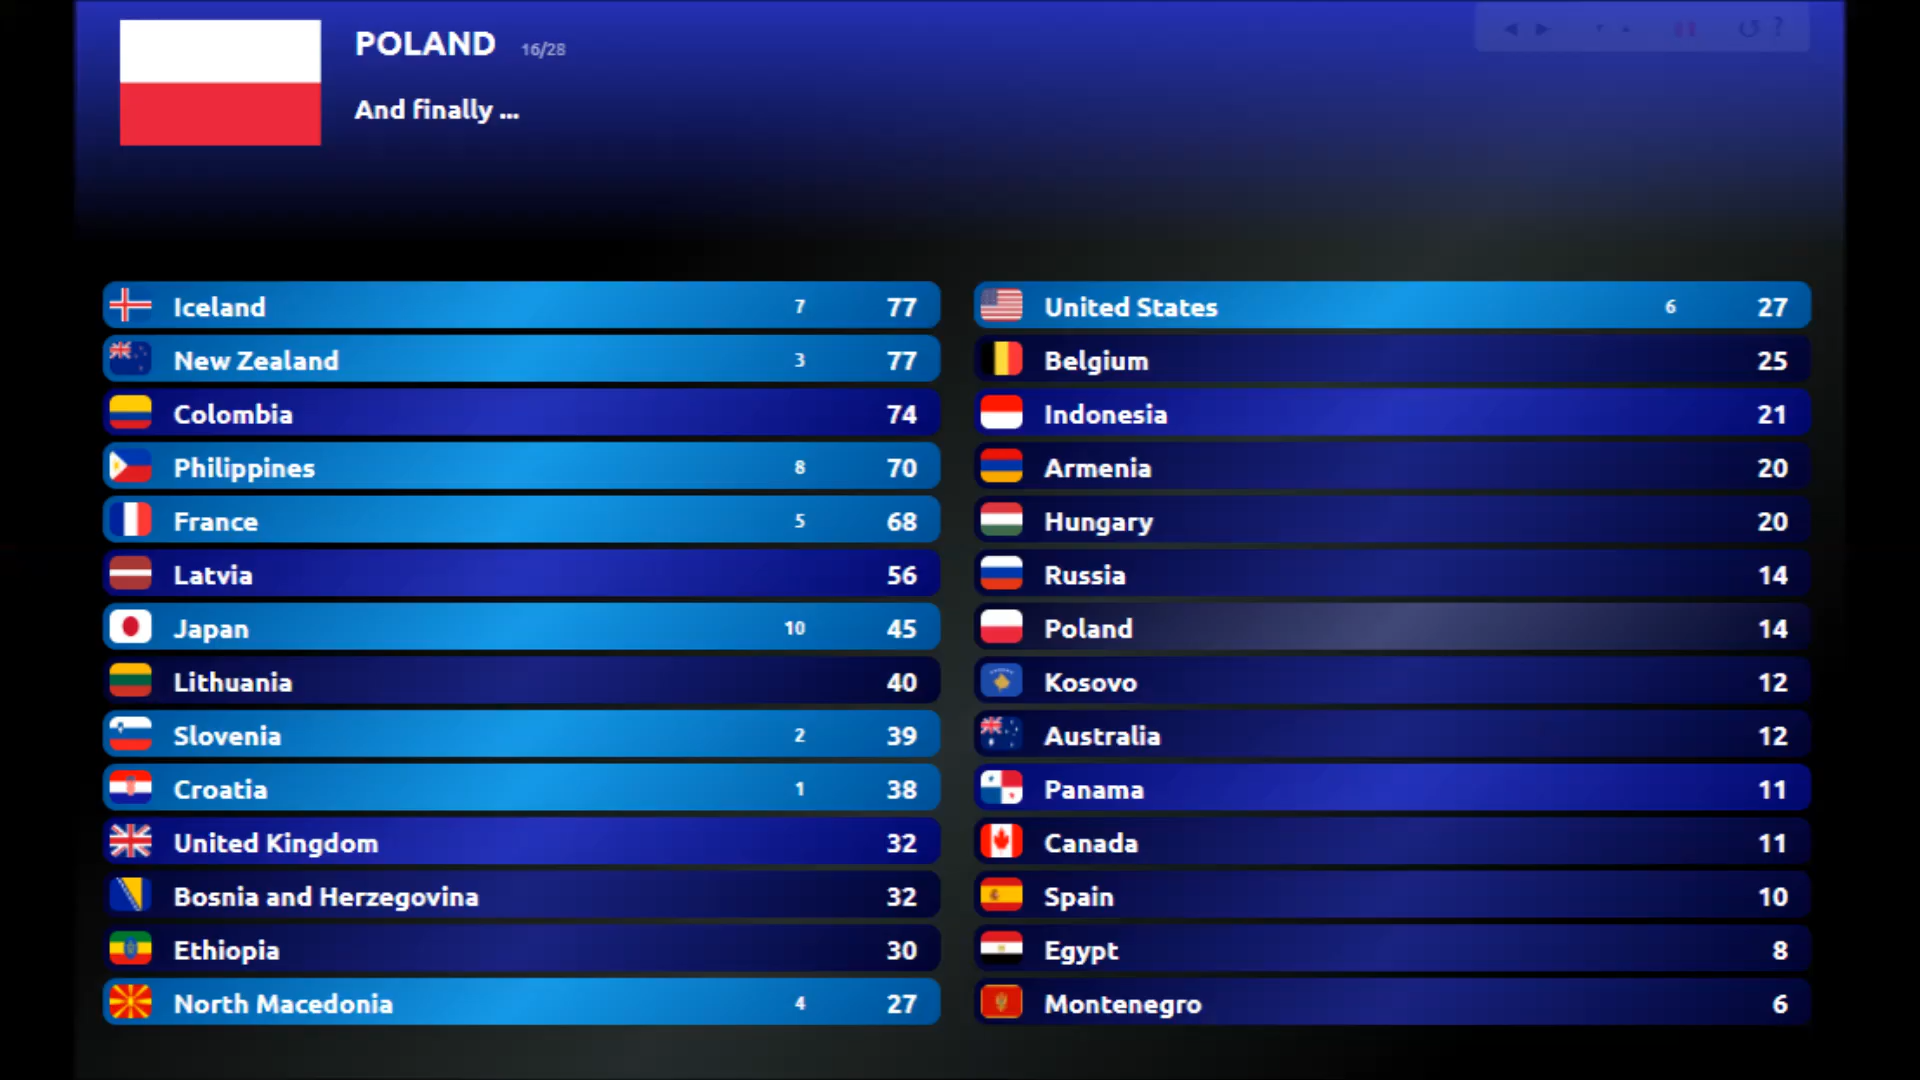 POLAND 16/28
And finally ...
?
Iceland 7 77
New Zealand 3 77
Colombia 74
Philippines 8 70
France 5 68
Latvia 56
Japan 10 45
Lithuania 40
Slovenia 2 39
Croatia 1 38
United Kingdom 32
Bosnia and Herzegovina 32
Ethiopia 30
North Macedonia 4 27
United States 6 27
Belgium 25
Indonesia 21
Armenia 20
Hungary 20
Russia 14
Poland 14
Kosovo 12
Australia 12
Panama 11
Canada 11
Spain 10
Egypt 8
Montenegro 6